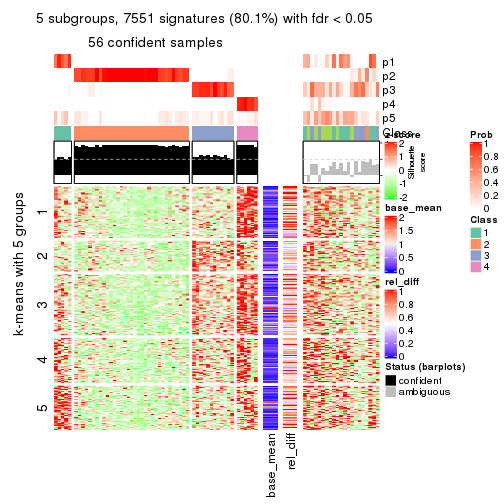 5 subgroups, 7551 signatures (80.1%) with fdr < 0.05
56 confident samples
p1
p2
p3
p4
p5
Class
z-score
2
1
0
-1
-2
Silhouette
score
Prob
1
0.8
0.6
0.4
0.2
0
base_mean
2
1.5
1
0.5
0
Class
1
2
3
4
rel_diff
1
0.8
0.6
0.4
0.2
0
Status (barplots)
confident
ambiguous
k-means with 5 groups
1
2
3
4
5
base_mean
rel_diff